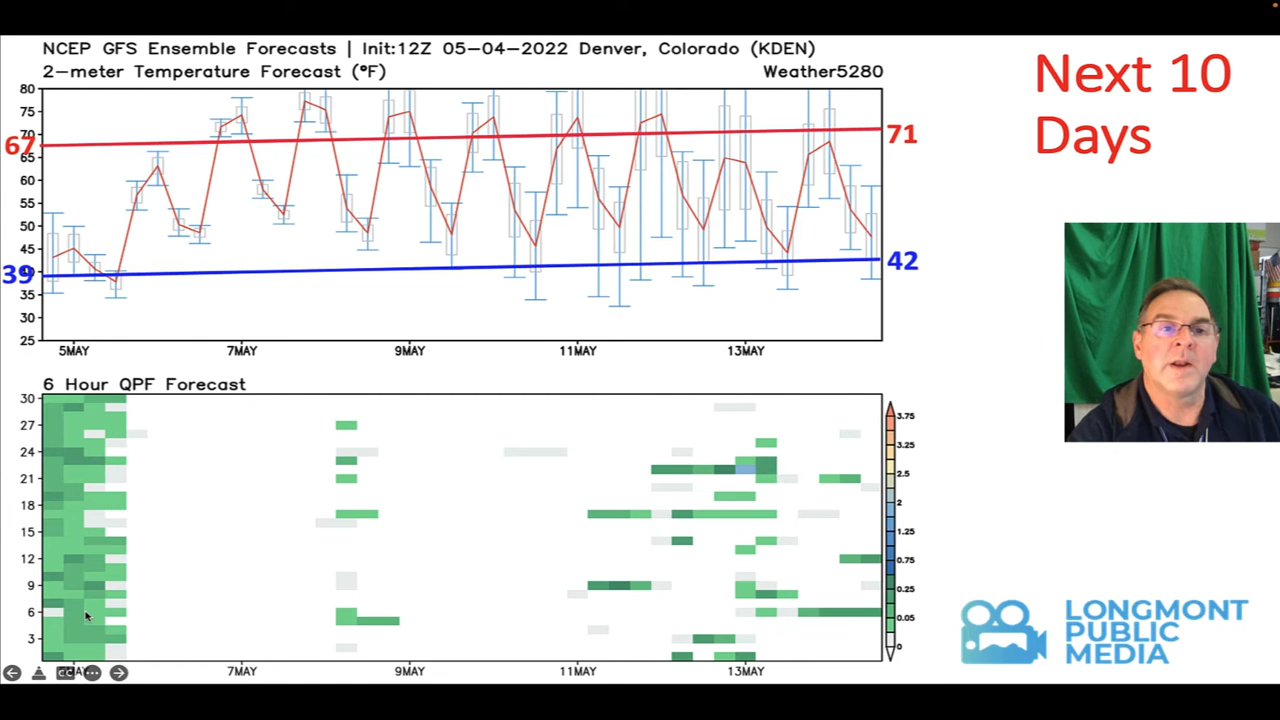 NCEP GFS Ensemble Forecasts | Init:12Z 05-04-2022 Denver, Colorado (KDEN)
2-meter Temperature Forecast (°F)
Weather5280
Next 10
Days
80
75
70
67
65
60
55
50
45
40
39
35
30
25
71
42
5MAY
7MAY
9MAY
11MAY
13MAY
6 Hour QPF Forecast
30
27
24
21
18
15
12
9
6
3
3.75
3.25
2.5
2
1.25
0.75
0.25
0.05
0
5MAY
7MAY
9MAY
11MAY
13MAY
LONGMONT
PUBLIC
MEDIA